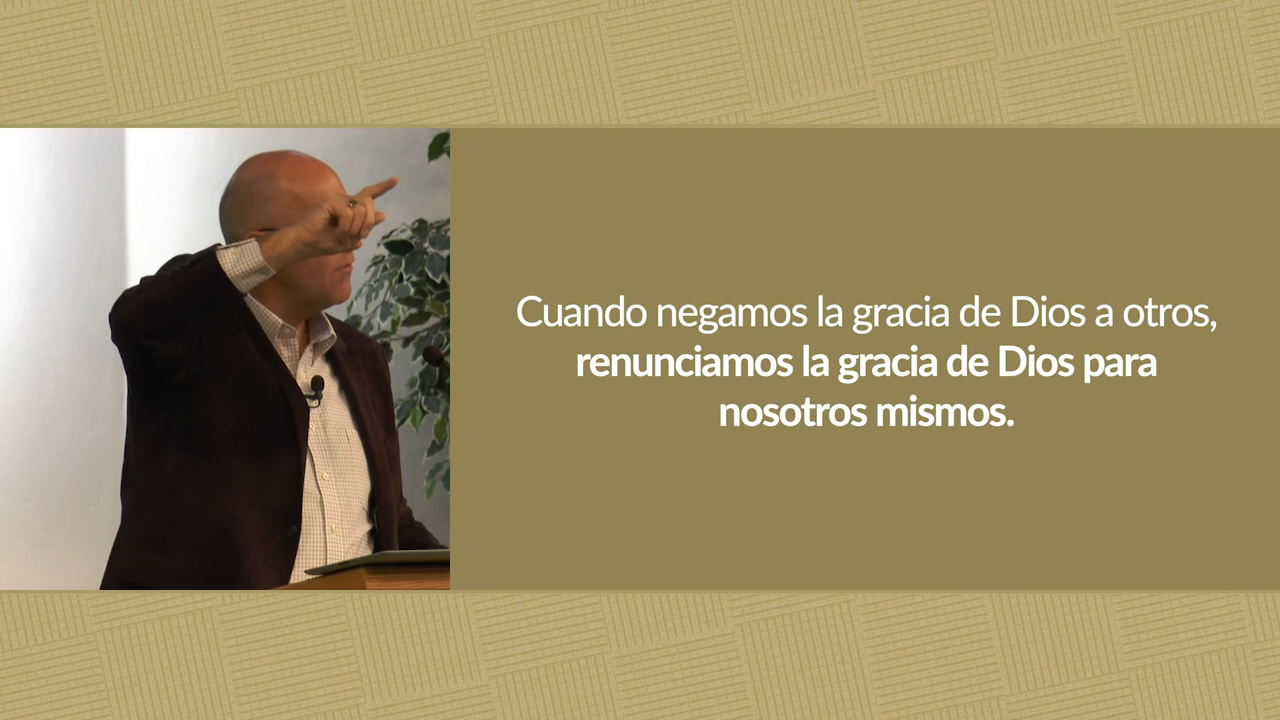 Cuando negamos la gracia de Dios a otros,
renunciamos la gracia de Dios para
nosotros mismos.